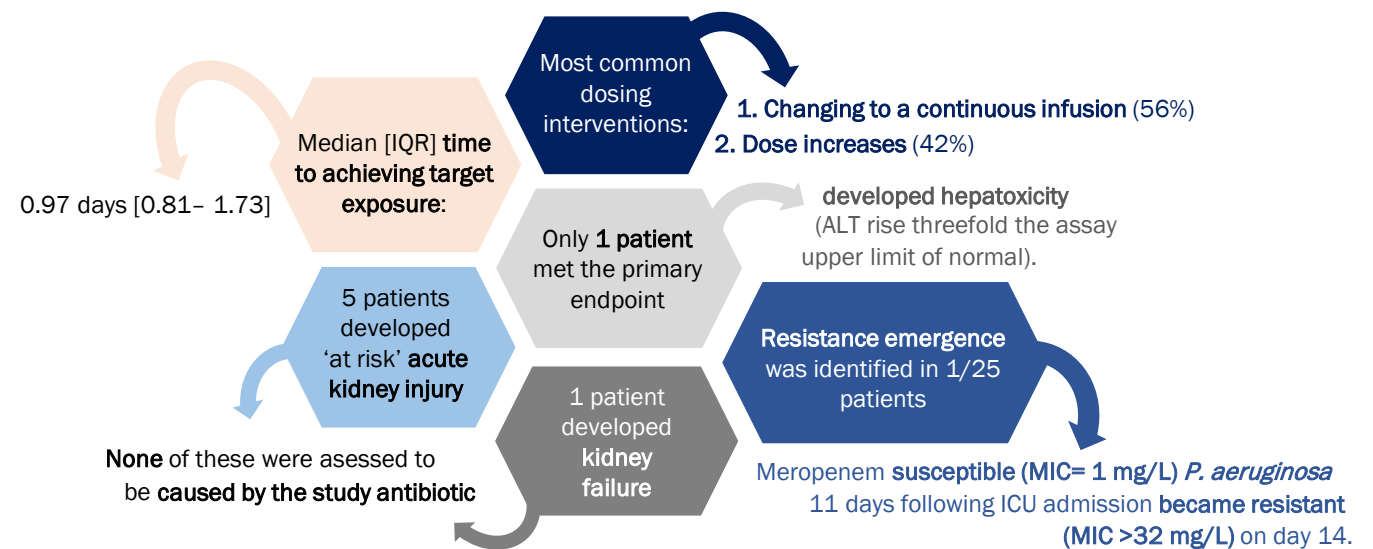 Most common
dosing
interventions:
1. Changing to a continuous infusion (56%)
2. Dose increases (42%)
Median [IQR] time
to achieving target
exposure:
0.97 days [0.81– 1.73]
Only 1 patient
met the primary
endpoint
developed hepatoxicity
(ALT rise threefold the assay
upper limit of normal).
5 patients
developed
‘at risk’ acute
kidney injury
None of these were asessed to
be caused by the study antibiotic
1 patient
developed
kidney
failure
Resistance emergence
was identified in 1/25
patients
Meropenem susceptible (MIC= 1 mg/L) P. aeruginosa
11 days following ICU admission became resistant
(MIC >32 mg/L) on day 14.